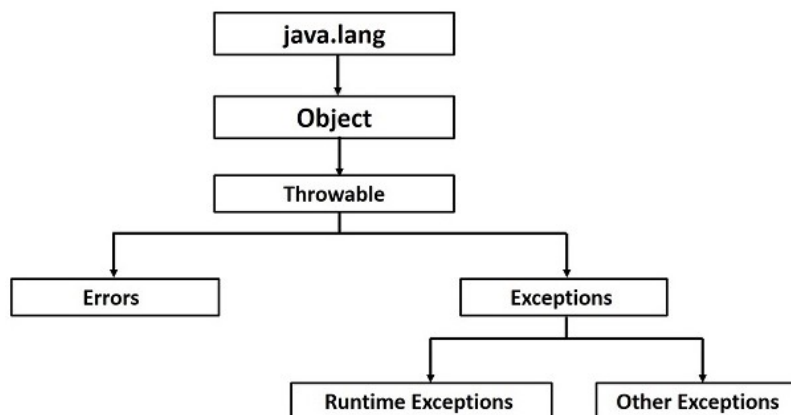 java.lang
Object
Throwable
Errors
Exceptions
Runtime Exceptions
Other Exceptions